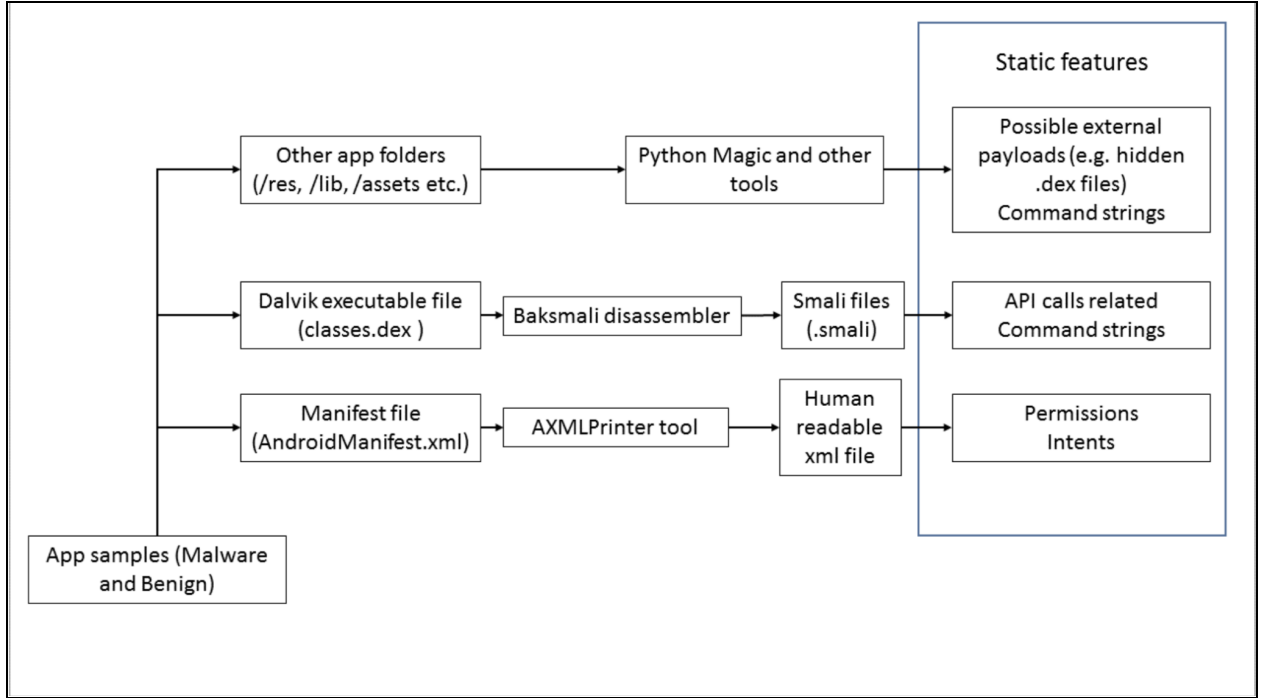 Static features
Other app folders
(/res, /lib, /assets etc.)
Python Magic and other
tools
Possible external
payloads (e.g. hidden
.dex files)
Command strings
Dalvik executable file
(classes.dex )
Baksmali disassembler
Smali files
(.smali)
API calls related
Command strings
Manifest file
(AndroidManifest.xml)
AXMLPrinter tool
Human
readable
xml file
Permissions
Intents
App samples (Malware
and Benign)